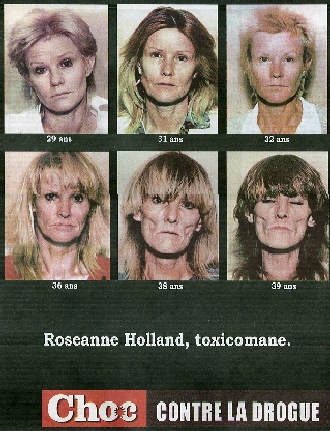 29 ans 31 ans 32 ans
36 ans 38 ans 39 ans
Roseanne Holland, toxicomane.
Choc CONTRE LA DROGUE